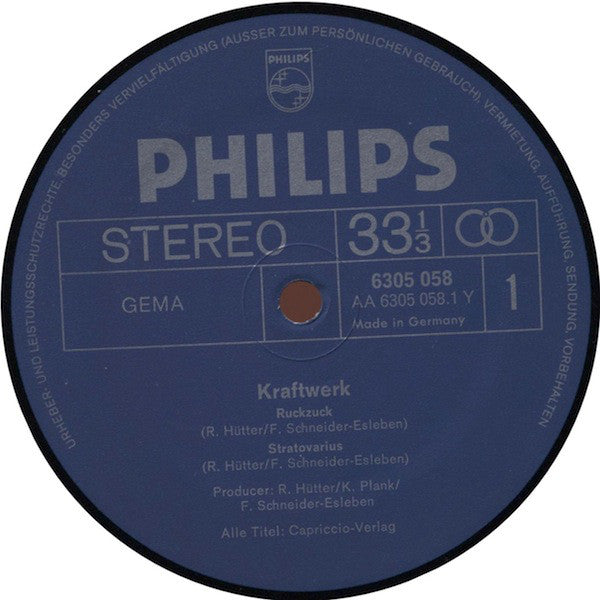 URHEBER- UND LEISTUNGSSCHUTZRECHTE, BESONDERS VERVIELFÄLTIGUNG (AUSSER ZUM PERSÖNLICHEN GEBRAUCH), VERMIETUNG, AUFFÜHRUNG, SENDUNG, VORBEHALTEN
PHILIPS
PHILIPS
STEREO
33 1/3
GEMA
6305 058
AA 6305 058.1 Y
Made in Germany
1
Kraftwerk
Ruckzuck
(R. Hütter/F. Schneider-Esleben)
Stratovarius
(R. Hütter/F. Schneider-Esleben)
Producer: R. Hütter/K. Plank/
F. Schneider-Esleben
Alle Titel: Capriccio-Verlag